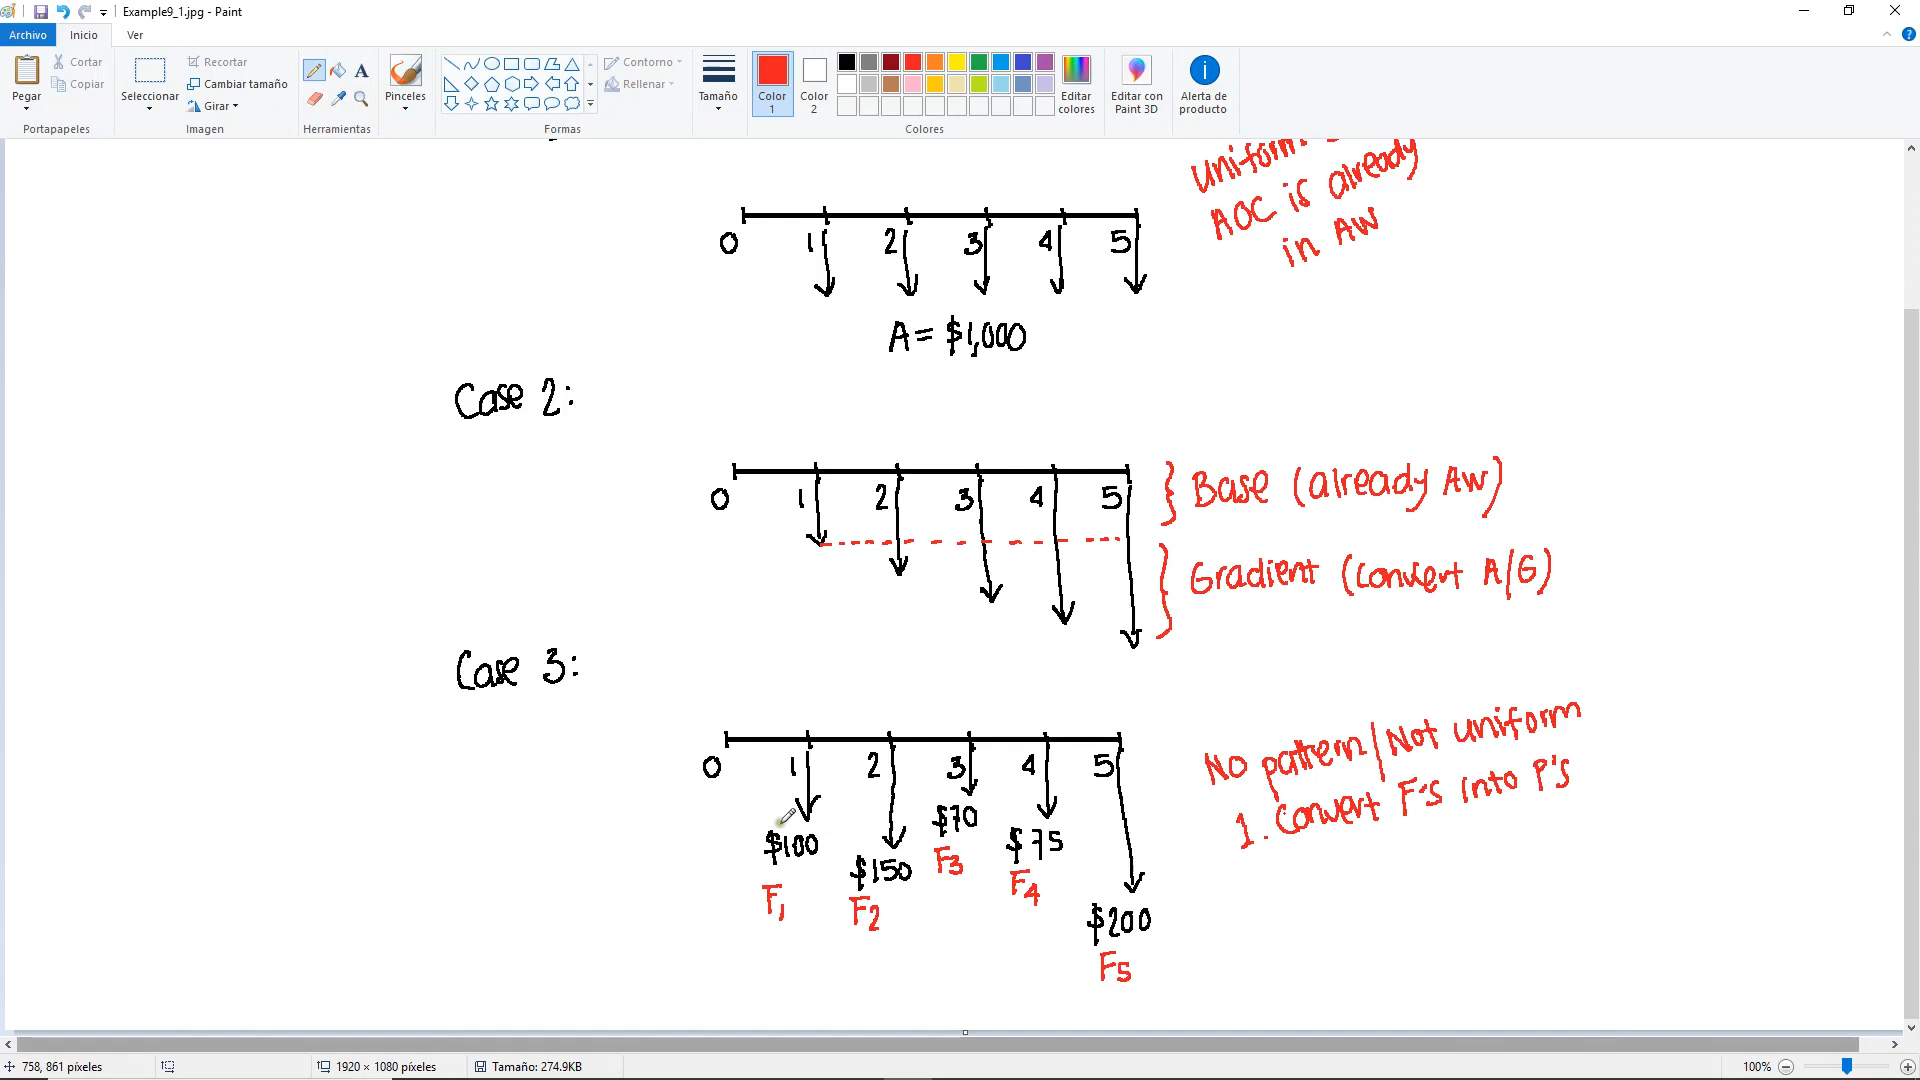 Example9_1.jpg - Paint
Archivo Inicio Ver
Pegar
Cortar
Copiar
Portapapeles
Seleccionar
Recortar
Cambiar tamaño
Girar
Imagen
A
Herramientas
Pinceles
Contorno
Rellenar
Formas
Tamaño
Color 1
Color 2
Editar colores
Colores
Editar con Paint 3D
Alerta de producto
AOC is already
in AW
0 1 2 3 4 5
A = $1,000
Case 2:
0 1 2 3 4 5
Base (already AW)
Gradient (convert A/G)
Case 3:
0 1 2 3 4 5
No pattern/Not uniform
1. Convert F's into P's
$100 $150 $70 $75 $200
F1 F2 F3 F4 F5
758, 861 píxeles
1920 × 1080 píxeles
Tamaño: 274.9KB
100%